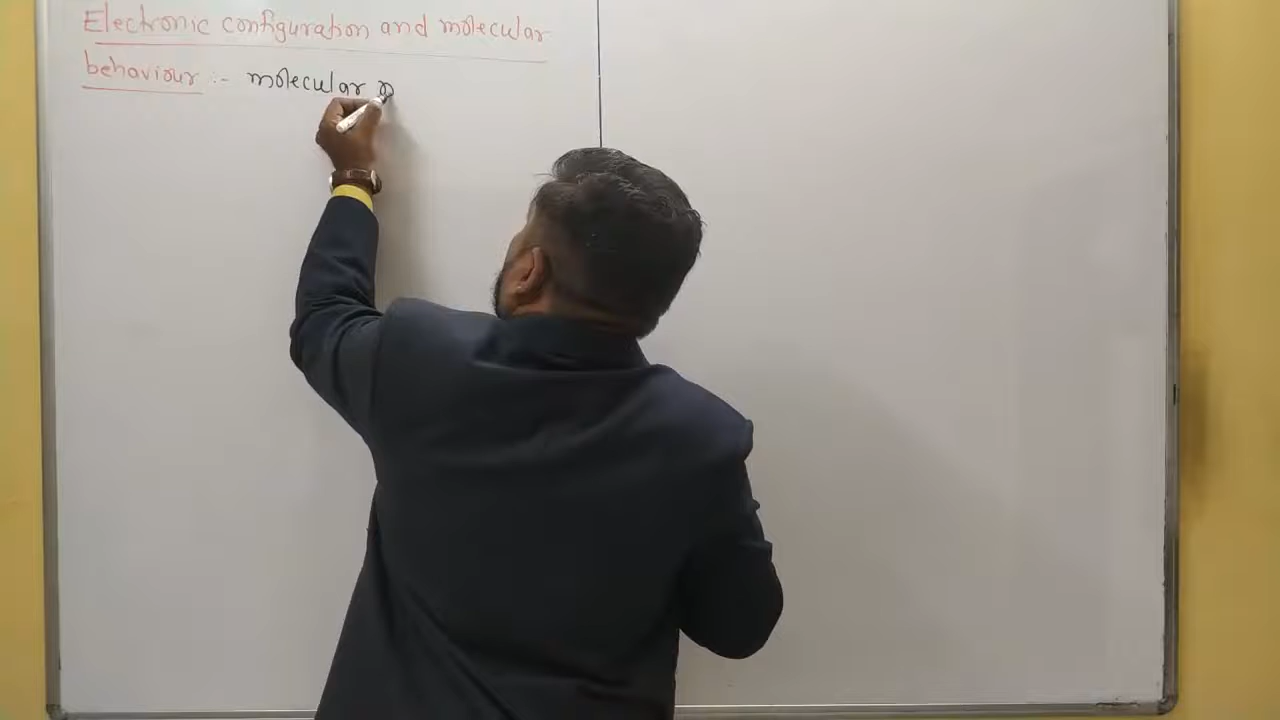 Electronic configuration and molecular
behaviour :- molecular